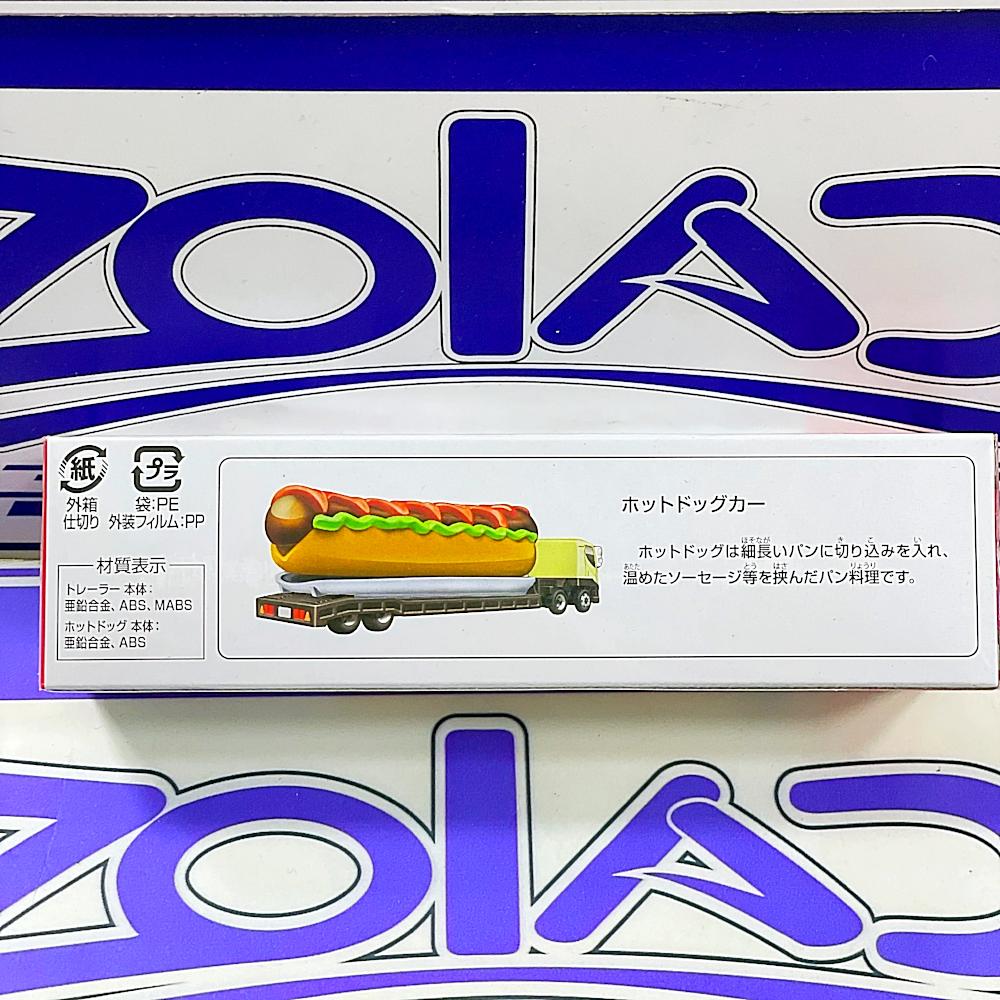 ZOLAC
紙
プラ
外箱
仕切り
袋:PE
外装フィルム:PP
材質表示
トレーラー 本体:
亜鉛合金、ABS、MABS
ホットドッグ 本体:
亜鉛合金、ABS
ホットドッグカー
ホットドッグは細長いパンに切り込みを入れ、
温めたソーセージ等を挟んだパン料理です。
ZOLAC